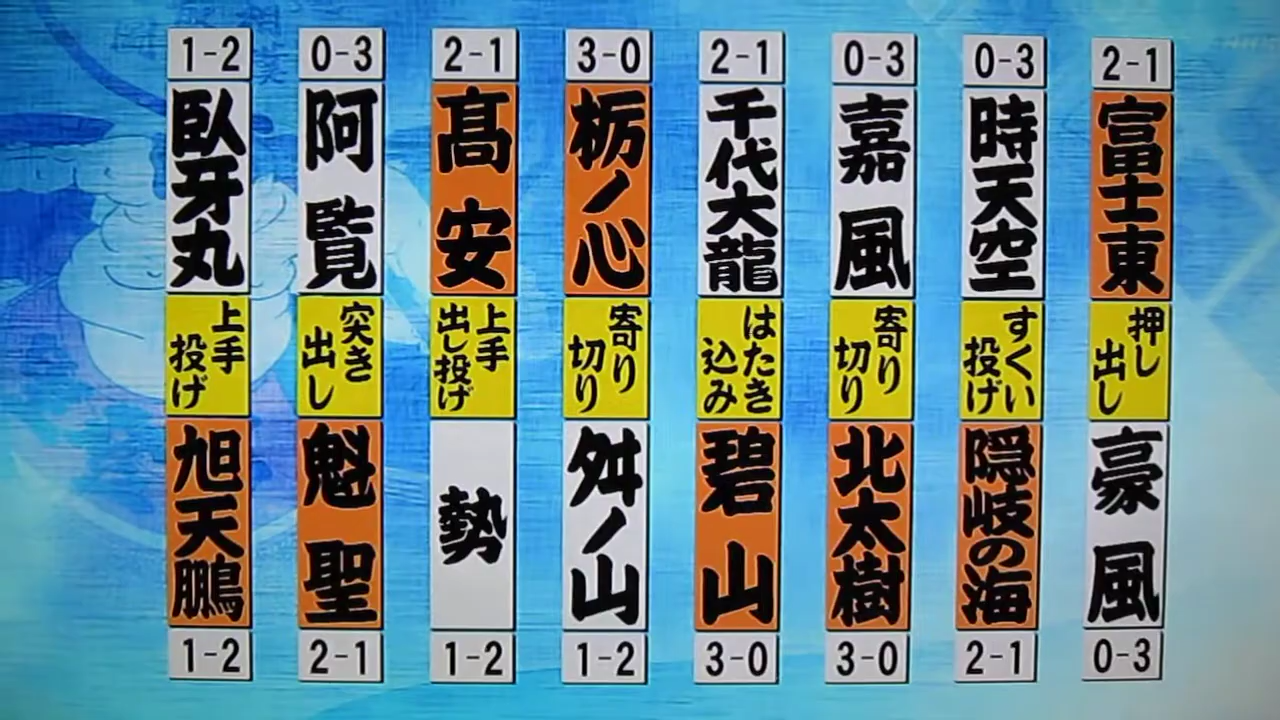 2-1
富士東
押し出し
豪風
0-3
0-3
時天空
すくい投げ
隠岐の海
2-1
0-3
嘉風
寄り切り
北太樹
3-0
2-1
千代大龍
はたき込み
碧山
3-0
3-0
栃ノ心
寄り切り
舛ノ山
1-2
2-1
髙安
上手出し投げ
勢
1-2
0-3
阿覧
突き出し
魁聖
2-1
1-2
臥牙丸
上手投げ
旭天鵬
1-2